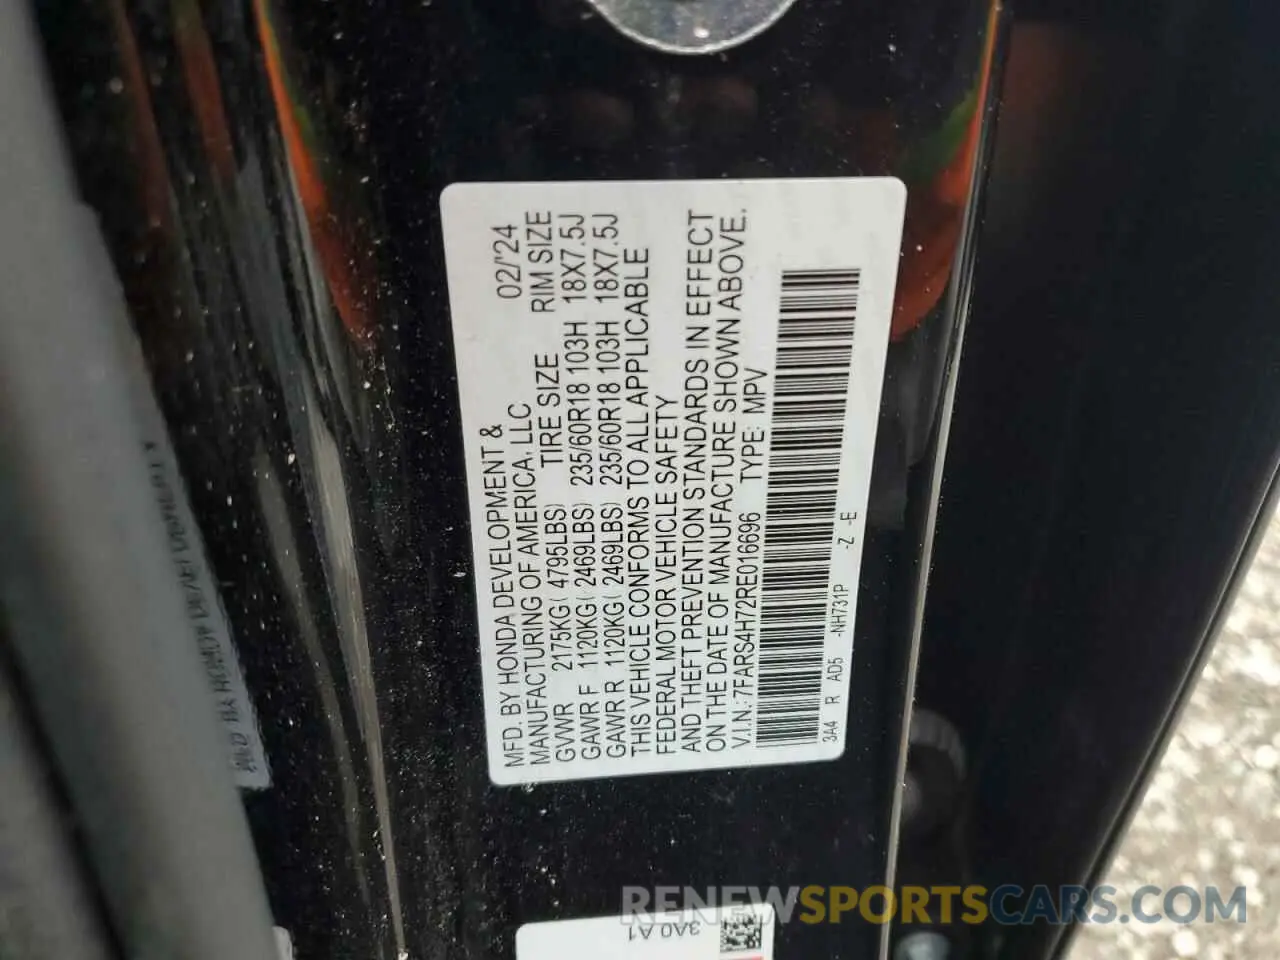 MFD. BY HONDA DEVELOPMENT & 02/'24
MANUFACTURING OF AMERICA, LLC
GVWR 2175KG( 4795LBS) TIRE SIZE RIM SIZE
GAWR F 1120KG( 2469LBS) 235/60R18 103H 18X7.5J
GAWR R 1120KG( 2469LBS) 235/60R18 103H 18X7.5J
THIS VEHICLE CONFORMS TO ALL APPLICABLE
FEDERAL MOTOR VEHICLE SAFETY
AND THEFT PREVENTION STANDARDS IN EFFECT
ON THE DATE OF MANUFACTURE SHOWN ABOVE.
V.I.N.: 7FARS4H72RE016696 TYPE: MPV
3A4 R AD5 -NH731P -Z -E
3A0 A1
RENEWSPORTSCARS.COM